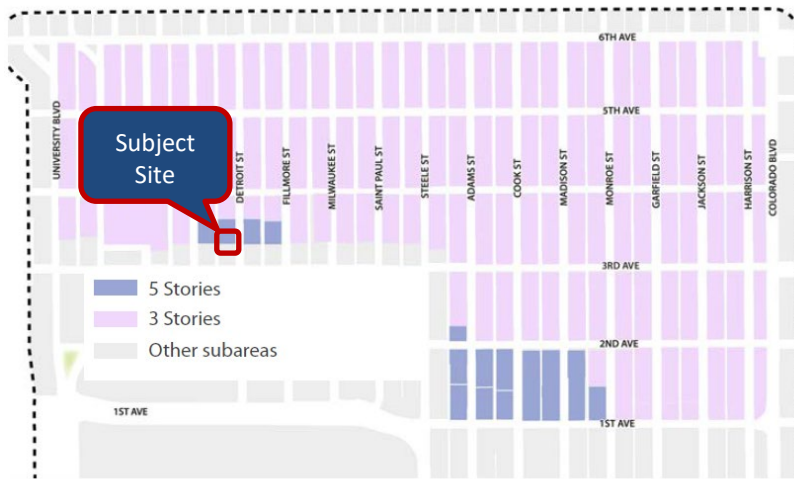 6TH AVE
5TH AVE
UNIVERSITY BLVD
Subject
Site
DETROIT ST
FILLMORE ST
MILWAUKEE ST
SAINT PAUL ST
STEELE ST
ADAMS ST
COOK ST
MADISON ST
MONROE ST
GARFIELD ST
JACKSON ST
HARRISON ST
COLORADO BLVD
3RD AVE
5 Stories
3 Stories
Other subareas
2ND AVE
1ST AVE
1ST AVE